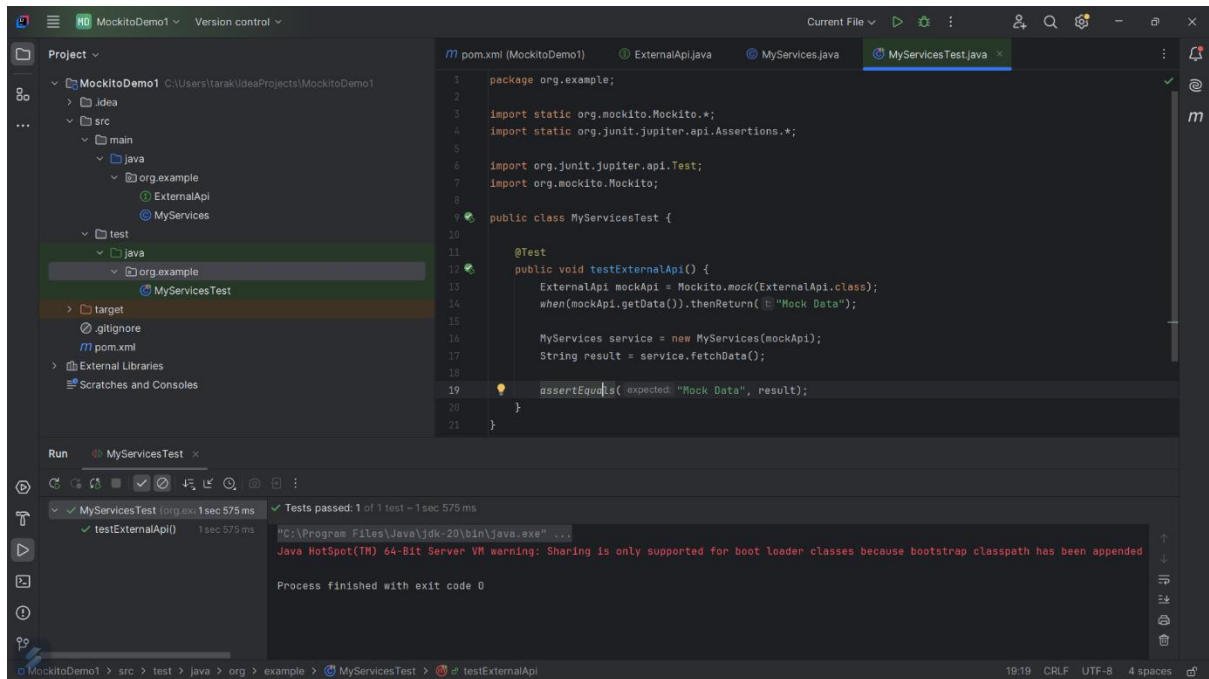 MD MockitoDemo1 Version control Current File
Project
MockitoDemo1 C:\Users\tarak\IdeaProjects\MockitoDemo1
.idea
src
main
java
org.example
ExternalApi
MyServices
test
java
org.example
MyServicesTest
target
.gitignore
pom.xml
External Libraries
Scratches and Consoles
pom.xml (MockitoDemo1) ExternalApi.java MyServices.java MyServicesTest.java
1 package org.example;
2
3 import static org.mockito.Mockito.*;
4 import static org.junit.jupiter.api.Assertions.*;
5
6 import org.junit.jupiter.api.Test;
7 import org.mockito.Mockito;
8
9 public class MyServicesTest {
10
11 @Test
12 public void testExternalApi() {
13 ExternalApi mockApi = Mockito.mock(ExternalApi.class);
14 when(mockApi.getData()).thenReturn( t: "Mock Data");
15
16 MyServices service = new MyServices(mockApi);
17 String result = service.fetchData();
18
19 assertEquals( expected: "Mock Data", result);
20 }
21 }
Run MyServicesTest
MyServicesTest (org.exa 1 sec 575 ms
testExternalApi() 1 sec 575 ms
Tests passed: 1 of 1 test – 1 sec 575 ms
"C:\Program Files\Java\jdk-20\bin\java.exe" ...
Java HotSpot(TM) 64-Bit Server VM warning: Sharing is only supported for boot loader classes because bootstrap classpath has been appended
Process finished with exit code 0
MockitoDemo1 > src > test > java > org > example > MyServicesTest > testExternalApi 19:19 CRLF UTF-8 4 spaces